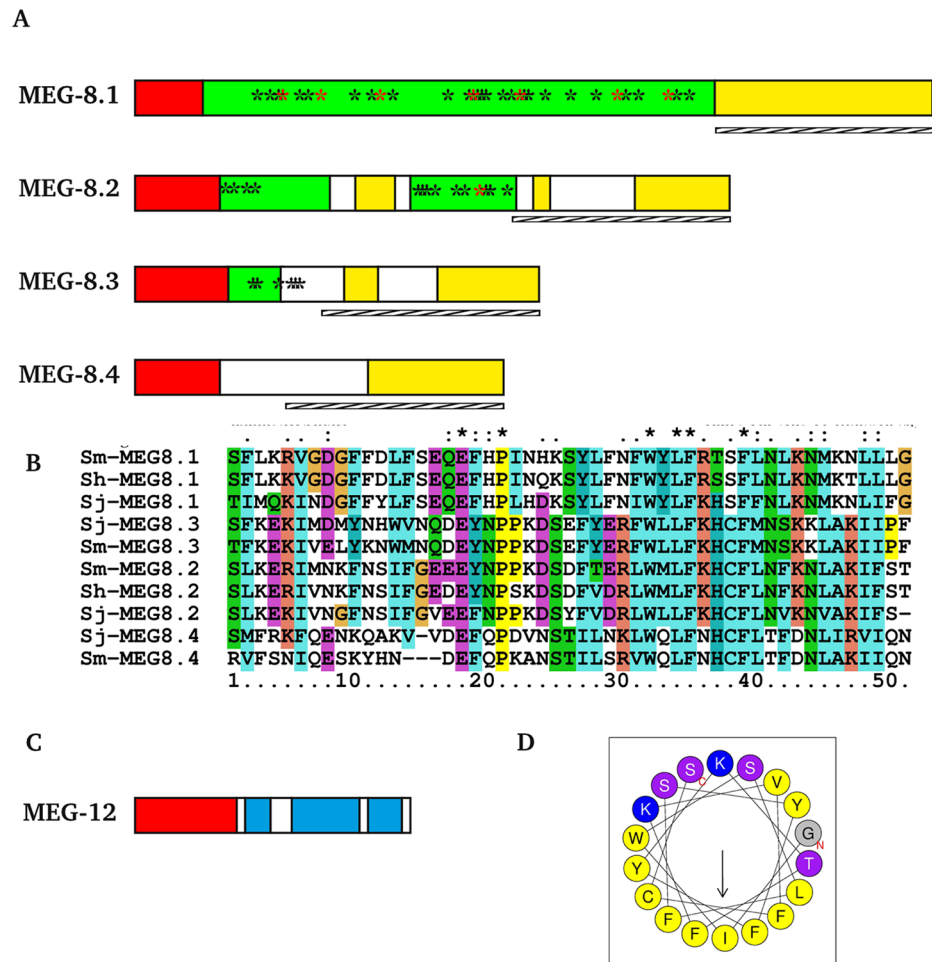 A
MEG-8.1
MEG-8.2
MEG-8.3
MEG-8.4
B
Sm-MEG8.1 SFLKRVGDGFFDLFSEQEFHPINHKSYLFNFWYLFRTSFLNLKNMKNLLLG
Sh-MEG8.1 SFLKKVGDGFFDLFSEQEFHPINQKSYLFNFWYLFRSSFLNLKNMKTLLLG
Sj-MEG8.1 TIMQKINDGFFYLFSEQEFHPLHDKSYLFNFWYLFRTSFFNLKNMKNLIFG
Sj-MEG8.3 SFKEKIMDMYNHWVNQDEYNPPKDSEFYERFWLLFKHCFMNSKKLAKIIPF
Sm-MEG8.3 TFKEKIVELYKNWMNQDEYNPPKDSEFYERFWLLFKHCFMNSKKLAKIIPF
Sm-MEG8.2 SLKERIMNKFNSIFGEEEYNPPKDSDFTERLWMLFKHCFLNFKNLAKIFST
Sh-MEG8.2 SLKERIVNKFNSIFGEDEYNPSKDSDFVDRLWMLFKHCFLNYKNLAKIFST
Sj-MEG8.2 SLKEKIVNGFNSIFGVEEFNPPKDSYFVDRLWLLFKHCFLNVKNVAKIFS-
Sj-MEG8.4 SMFRKFQENKQAKV-VDEFQPDVNSTILNKLWQLFNHCFLTFDNLIRVIQN
Sm-MEG8.4 RVFSNIQESKYHN---DEFQPKANSTILSRVWQLFNHCFLTFDNLAKIIQN
1.......10........20........30........40........50.
C
MEG-12
D
K
S
V
Y
G
N
T
L
F
F
I
F
F
C
Y
W
K
S
S
C